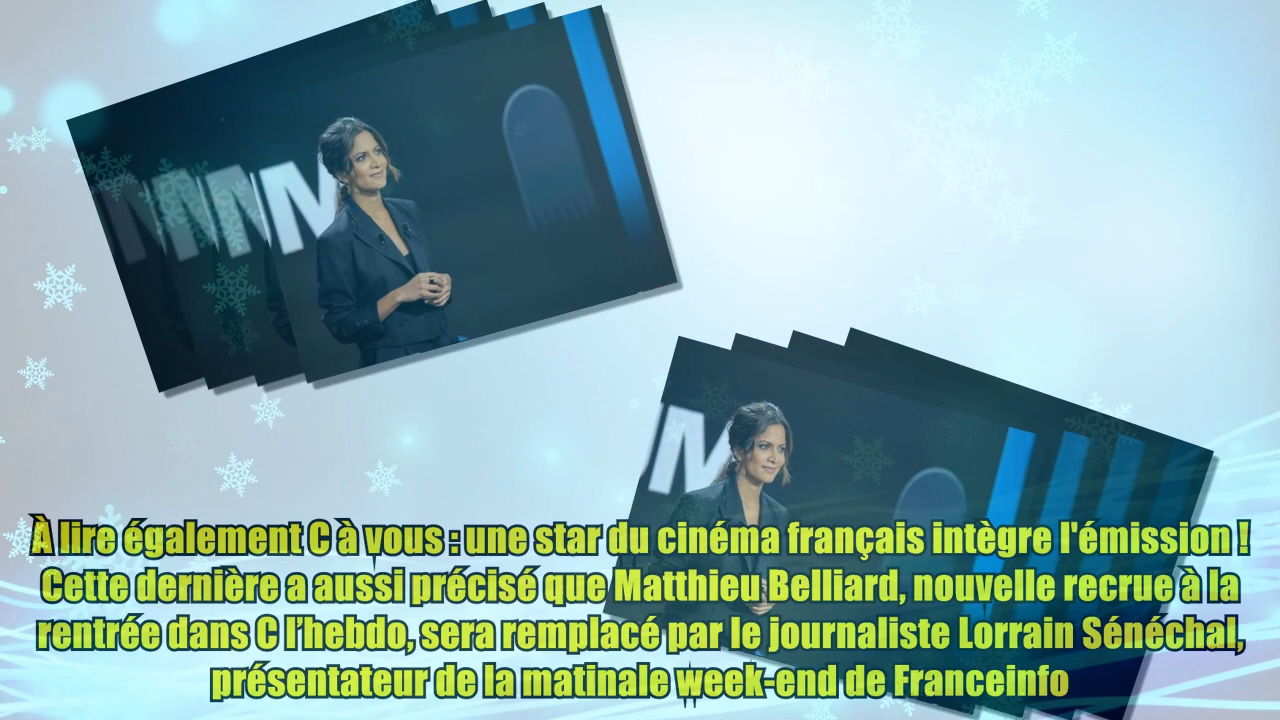 MMMM
M
À lire également C à vous : une star du cinéma français intègre l'émission !
Cette dernière a aussi précisé que Matthieu Belliard, nouvelle recrue à la
rentrée dans C l’hebdo, sera remplacé par le journaliste Lorrain Sénéchal,
présentateur de la matinale week-end de Franceinfo
"